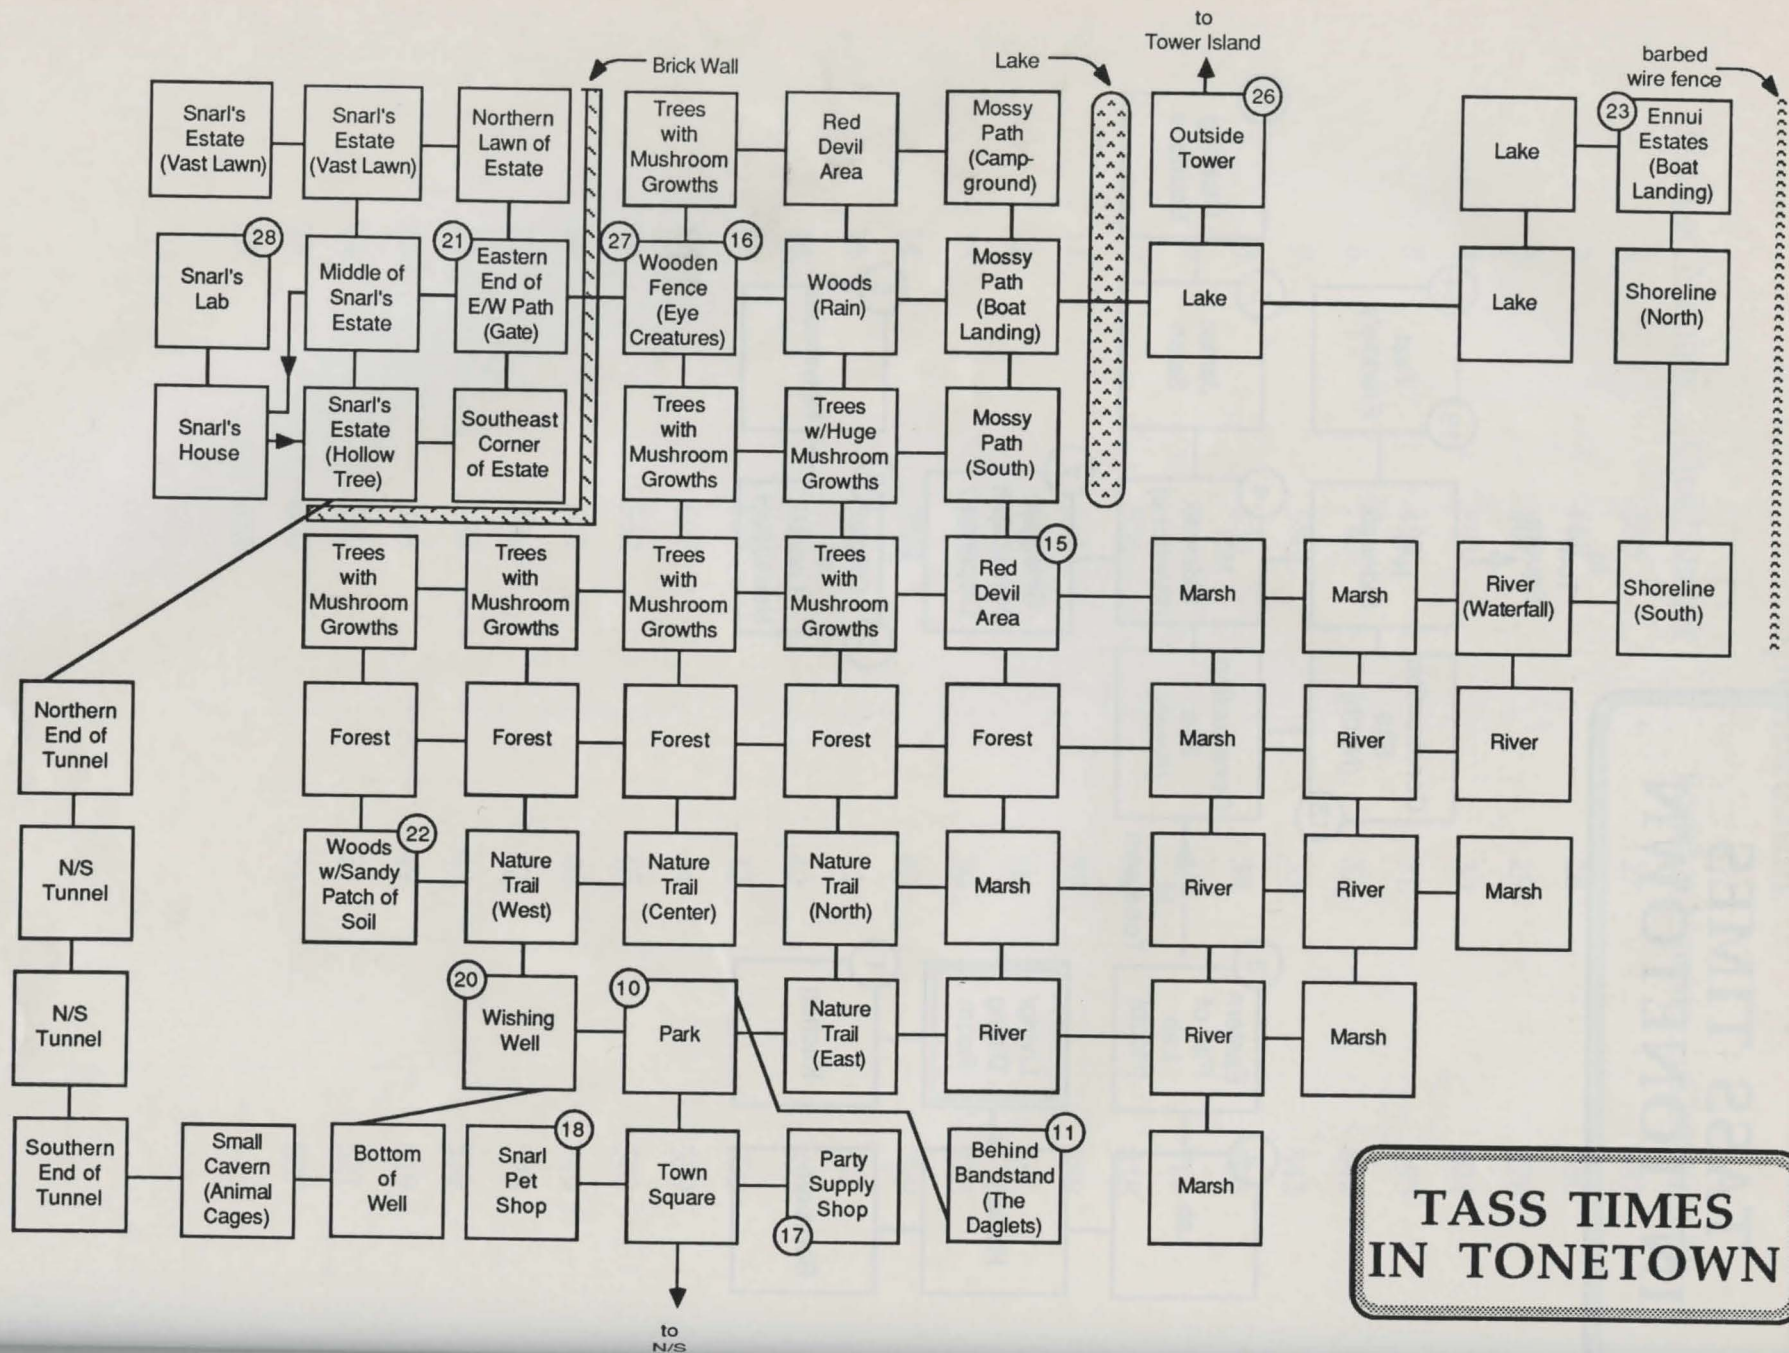 to
Tower Island
Brick Wall
Lake
barbed
wire fence
Snarl's
Estate
(Vast Lawn)
Snarl's
Estate
(Vast Lawn)
Northern
Lawn of
Estate
Trees
with
Mushroom
Growths
Red
Devil
Area
Mossy
Path
(Camp-
ground)
26
Outside
Tower
Lake
23
Ennui
Estates
(Boat
Landing)
28
Snarl's
Lab
Middle of
Snarl's
Estate
21
Eastern
End of
E/W Path
(Gate)
27
16
Wooden
Fence
(Eye
Creatures)
Woods
(Rain)
Mossy
Path
(Boat
Landing)
Lake
Lake
Shoreline
(North)
Snarl's
House
Snarl's
Estate
(Hollow
Tree)
Southeast
Corner
of Estate
Trees
with
Mushroom
Growths
Trees
w/Huge
Mushroom
Growths
Mossy
Path
(South)
Trees
with
Mushroom
Growths
Trees
with
Mushroom
Growths
Trees
with
Mushroom
Growths
Trees
with
Mushroom
Growths
15
Red
Devil
Area
Marsh
Marsh
River
(Waterfall)
Shoreline
(South)
Northern
End of
Tunnel
Forest
Forest
Forest
Forest
Forest
Marsh
River
River
N/S
Tunnel
22
Woods
w/Sandy
Patch of
Soil
Nature
Trail
(West)
Nature
Trail
(Center)
Nature
Trail
(North)
Marsh
River
River
Marsh
N/S
Tunnel
20
Wishing
Well
10
Park
Nature
Trail
(East)
River
River
Marsh
Southern
End of
Tunnel
Small
Cavern
(Animal
Cages)
Bottom
of
Well
18
Snarl
Pet
Shop
Town
Square
Party
Supply
Shop
17
11
Behind
Bandstand
(The
Daglets)
Marsh
to
N/S
TASS TIMES
IN TONETOWN